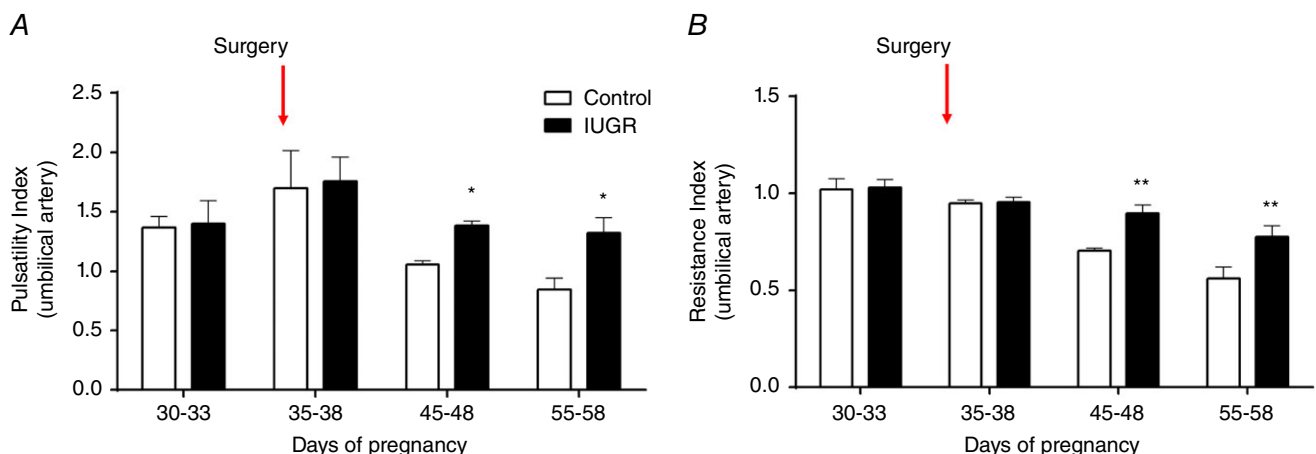 A
Surgery
2.5
2.0
1.5
1.0
0.5
0.0
Pulsatility Index
(umbilical artery)
Control
IUGR
*
*
30-33
35-38
45-48
55-58
Days of pregnancy
B
Surgery
1.5
1.0
0.5
0.0
Resistance Index
(umbilical artery)
**
**
30-33
35-38
45-48
55-58
Days of pregnancy